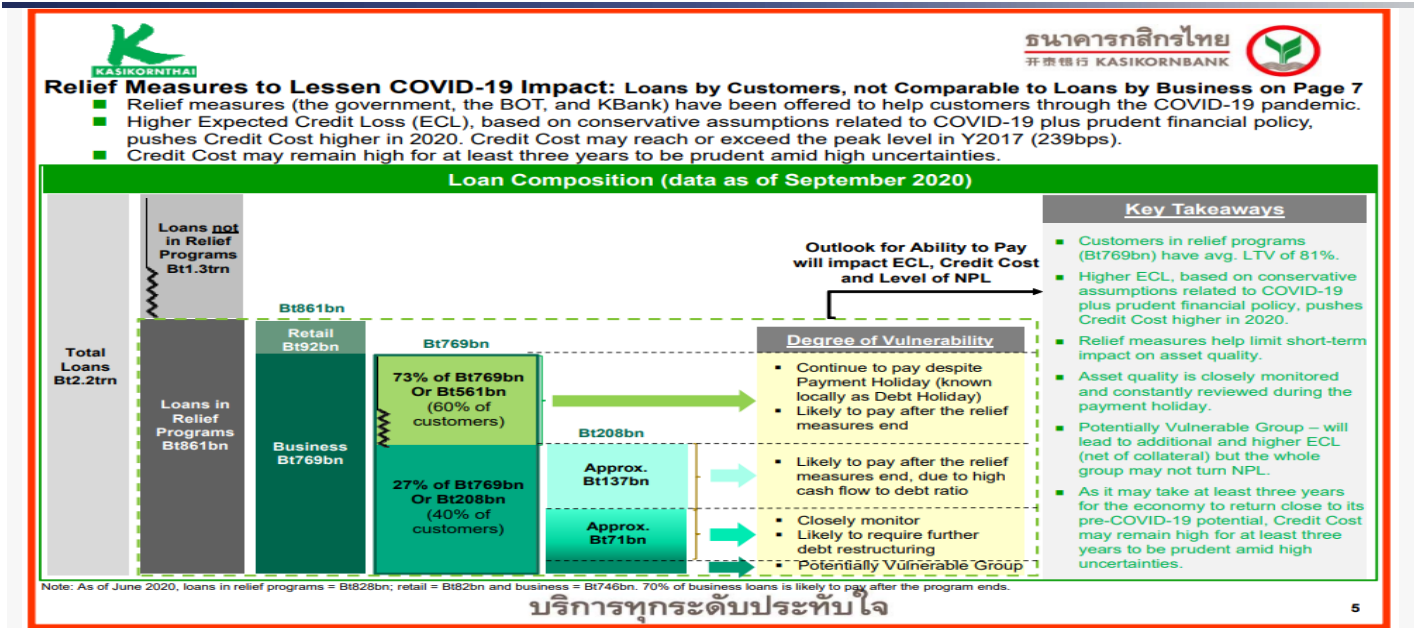 KASIKORNTHAI
ธนาคารกสิกรไทย
开泰银行 KASIKORNBANK
Relief Measures to Lessen COVID-19 Impact: Loans by Customers, not Comparable to Loans by Business on Page 7
Relief measures (the government, the BOT, and KBank) have been offered to help customers through the COVID-19 pandemic.
Higher Expected Credit Loss (ECL), based on conservative assumptions related to COVID-19 plus prudent financial policy,
pushes Credit Cost higher in 2020. Credit Cost may reach or exceed the peak level in Y2017 (239bps).
Credit Cost may remain high for at least three years to be prudent amid high uncertainties.
Loan Composition (data as of September 2020)
Total
Loans
Bt2.2trn
Loans not
in Relief
Programs
Bt1.3trn
Loans in
Relief
Programs
Bt861bn
Bt861bn
Retail
Bt92bn
Business
Bt769bn
Bt769bn
73% of Bt769bn
Or Bt561bn
(60% of
customers)
27% of Bt769bn
Or Bt208bn
(40% of
customers)
Bt208bn
Approx.
Bt137bn
Approx.
Bt71bn
Outlook for Ability to Pay
will impact ECL, Credit Cost
and Level of NPL
Degree of Vulnerability
Continue to pay despite
Payment Holiday (known
locally as Debt Holiday)
Likely to pay after the relief
measures end
Likely to pay after the relief
measures end, due to high
cash flow to debt ratio
Closely monitor
Likely to require further
debt restructuring
Potentially Vulnerable Group
Key Takeaways
Customers in relief programs
(Bt769bn) have avg. LTV of 81%.
Higher ECL, based on conservative
assumptions related to COVID-19
plus prudent financial policy, pushes
Credit Cost higher in 2020.
Relief measures help limit short-term
impact on asset quality.
Asset quality is closely monitored
and constantly reviewed during the
payment holiday.
Potentially Vulnerable Group – will
lead to additional and higher ECL
(net of collateral) but the whole
group may not turn NPL.
As it may take at least three years
for the economy to return close to its
pre-COVID-19 potential, Credit Cost
may remain high for at least three
years to be prudent amid high
uncertainties.
Note: As of June 2020, loans in relief programs = Bt828bn; retail = Bt82bn and business = Bt746bn. 70% of business loans is likely to pay after the program ends.
บริการทุกระดับประทับใจ
5